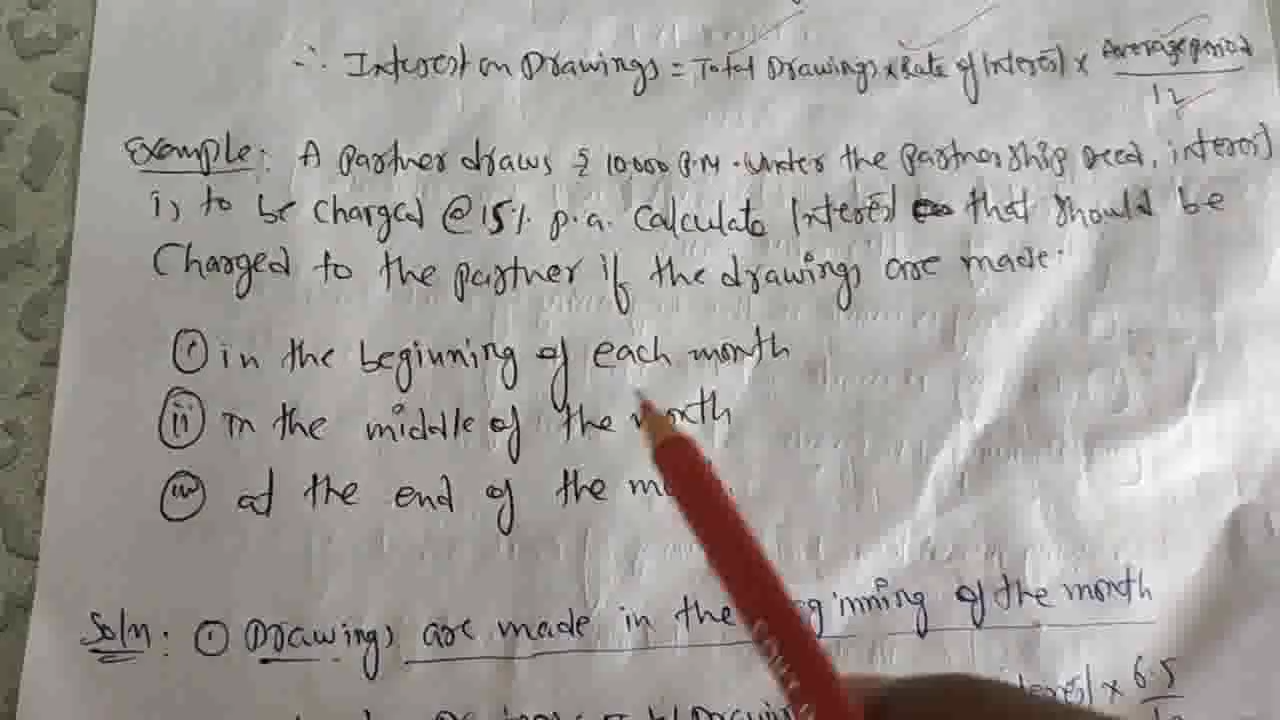 ∴ Interest on Drawings = Total Drawings × Rate of Interest × Average period / 12
Example: A partner draws ₹ 10,000 P.M. Under the partnership Deed, interest
is to be charged @ 15% p.a. Calculate Interest that should be
Charged to the partner if the drawings are made.
(i) in the beginning of each month
(ii) in the middle of the month
(iii) at the end of the
Soln: (i) Drawings are made in the beginning of the month
× 6.5